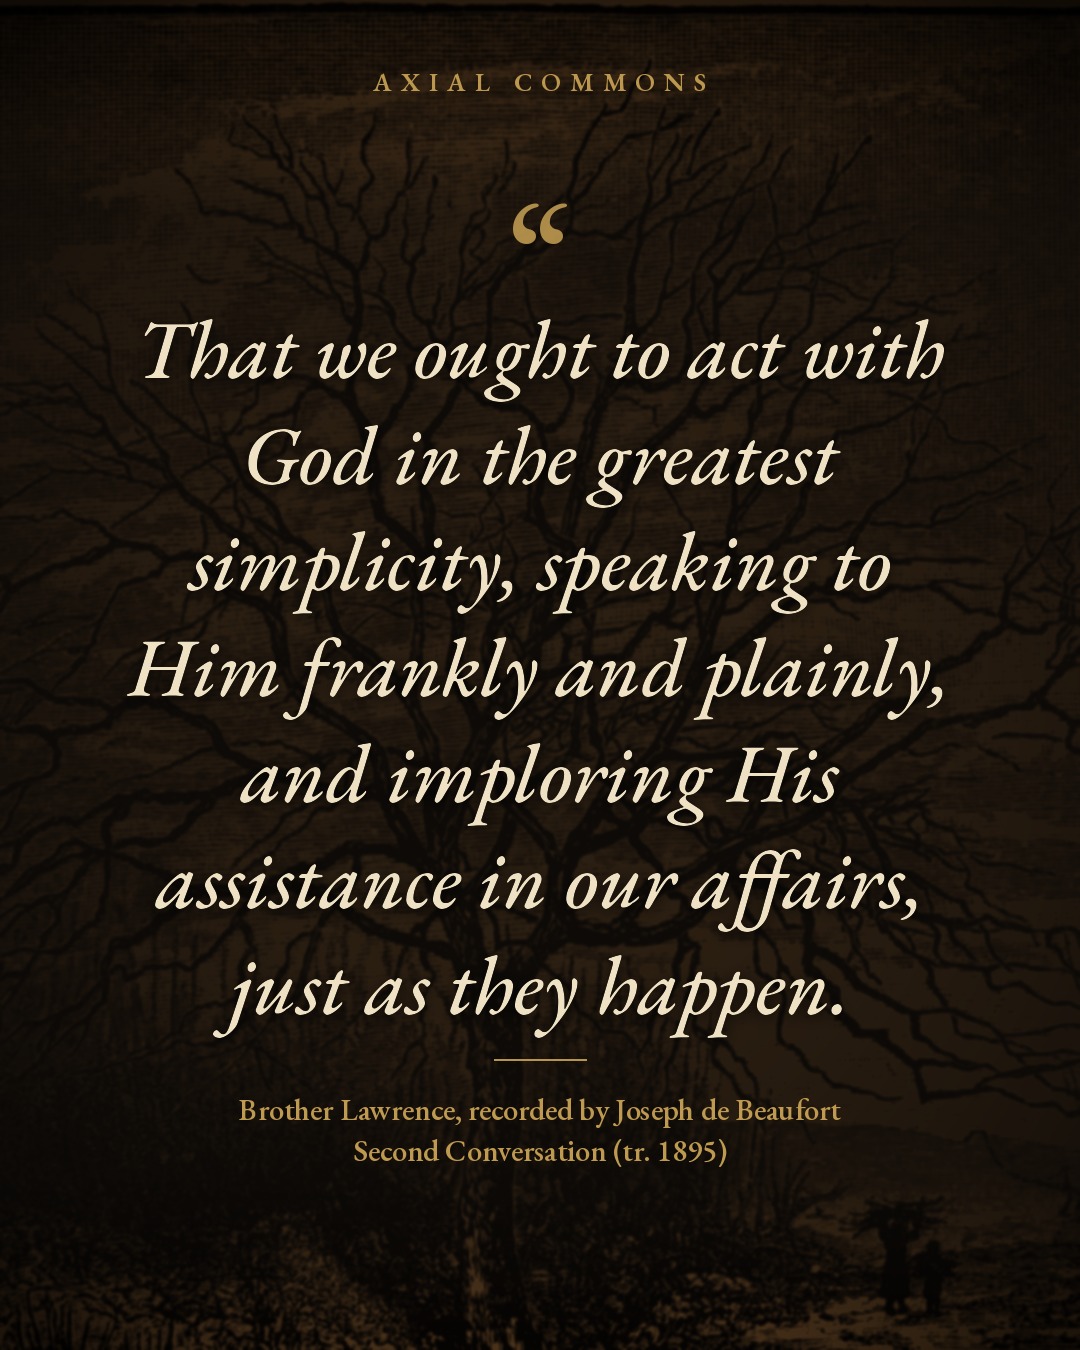 AXIAL COMMONS
“
That we ought to act with
God in the greatest
simplicity, speaking to
Him frankly and plainly,
and imploring His
assistance in our affairs,
just as they happen.
Brother Lawrence, recorded by Joseph de Beaufort
Second Conversation (tr. 1895)